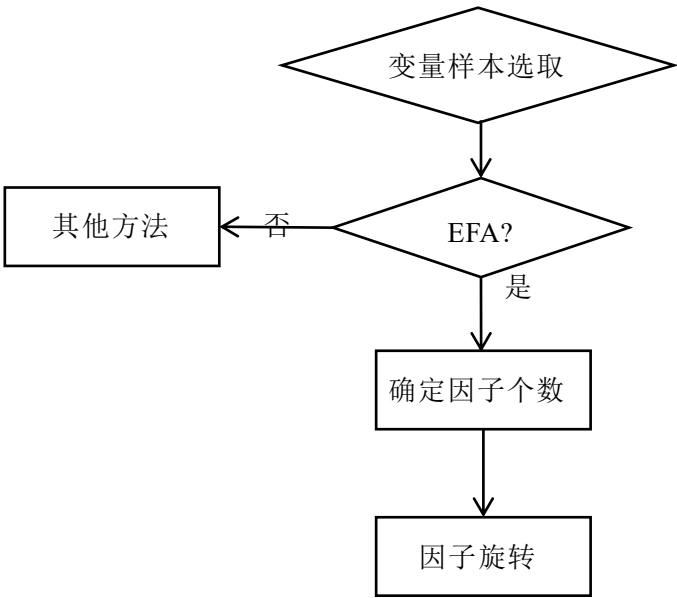 变量样本选取
其他方法
否
EFA?
是
确定因子个数
因子旋转